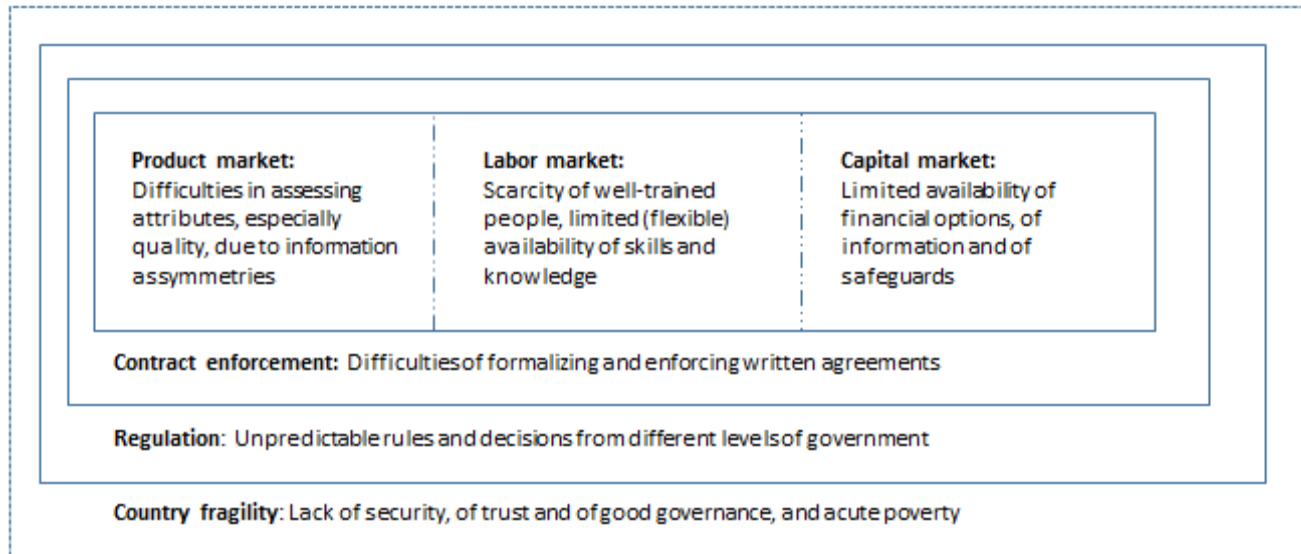 Product market:
Difficulties in assessing
attributes, especially
quality, due to information
assymmetries
Labor market:
Scarcity of well-trained
people, limited (flexible)
availability of skills and
knowledge
Capital market:
Limited availability of
financial options, of
information and of
safeguards
Contract enforcement: Difficulties of formalizing and enforcing written agreements
Regulation: Unpredictable rules and decisions from different levels of government
Country fragility: Lack of security, of trust and of good governance, and acute poverty